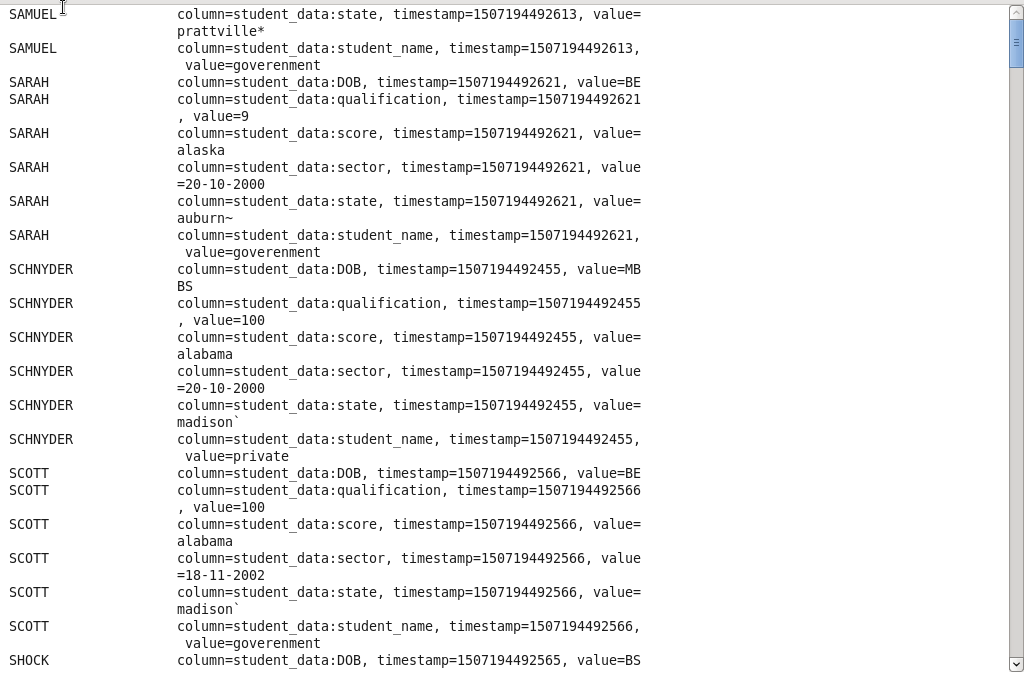 SAMUEL column=student_data:state, timestamp=1507194492613, value=
prattville*
SAMUEL column=student_data:student_name, timestamp=1507194492613,
value=goverenment
SARAH column=student_data:DOB, timestamp=1507194492621, value=BE
SARAH column=student_data:qualification, timestamp=1507194492621
, value=9
SARAH column=student_data:score, timestamp=1507194492621, value=
alaska
SARAH column=student_data:sector, timestamp=1507194492621, value
=20-10-2000
SARAH column=student_data:state, timestamp=1507194492621, value=
auburn~
SARAH column=student_data:student_name, timestamp=1507194492621,
value=goverenment
SCHNYDER column=student_data:DOB, timestamp=1507194492455, value=MB
BS
SCHNYDER column=student_data:qualification, timestamp=1507194492455
, value=100
SCHNYDER column=student_data:score, timestamp=1507194492455, value=
alabama
SCHNYDER column=student_data:sector, timestamp=1507194492455, value
=20-10-2000
SCHNYDER column=student_data:state, timestamp=1507194492455, value=
madison`
SCHNYDER column=student_data:student_name, timestamp=1507194492455,
value=private
SCOTT column=student_data:DOB, timestamp=1507194492566, value=BE
SCOTT column=student_data:qualification, timestamp=1507194492566
, value=100
SCOTT column=student_data:score, timestamp=1507194492566, value=
alabama
SCOTT column=student_data:sector, timestamp=1507194492566, value
=18-11-2002
SCOTT column=student_data:state, timestamp=1507194492566, value=
madison`
SCOTT column=student_data:student_name, timestamp=1507194492566,
value=goverenment
SHOCK column=student_data:DOB, timestamp=1507194492565, value=BS